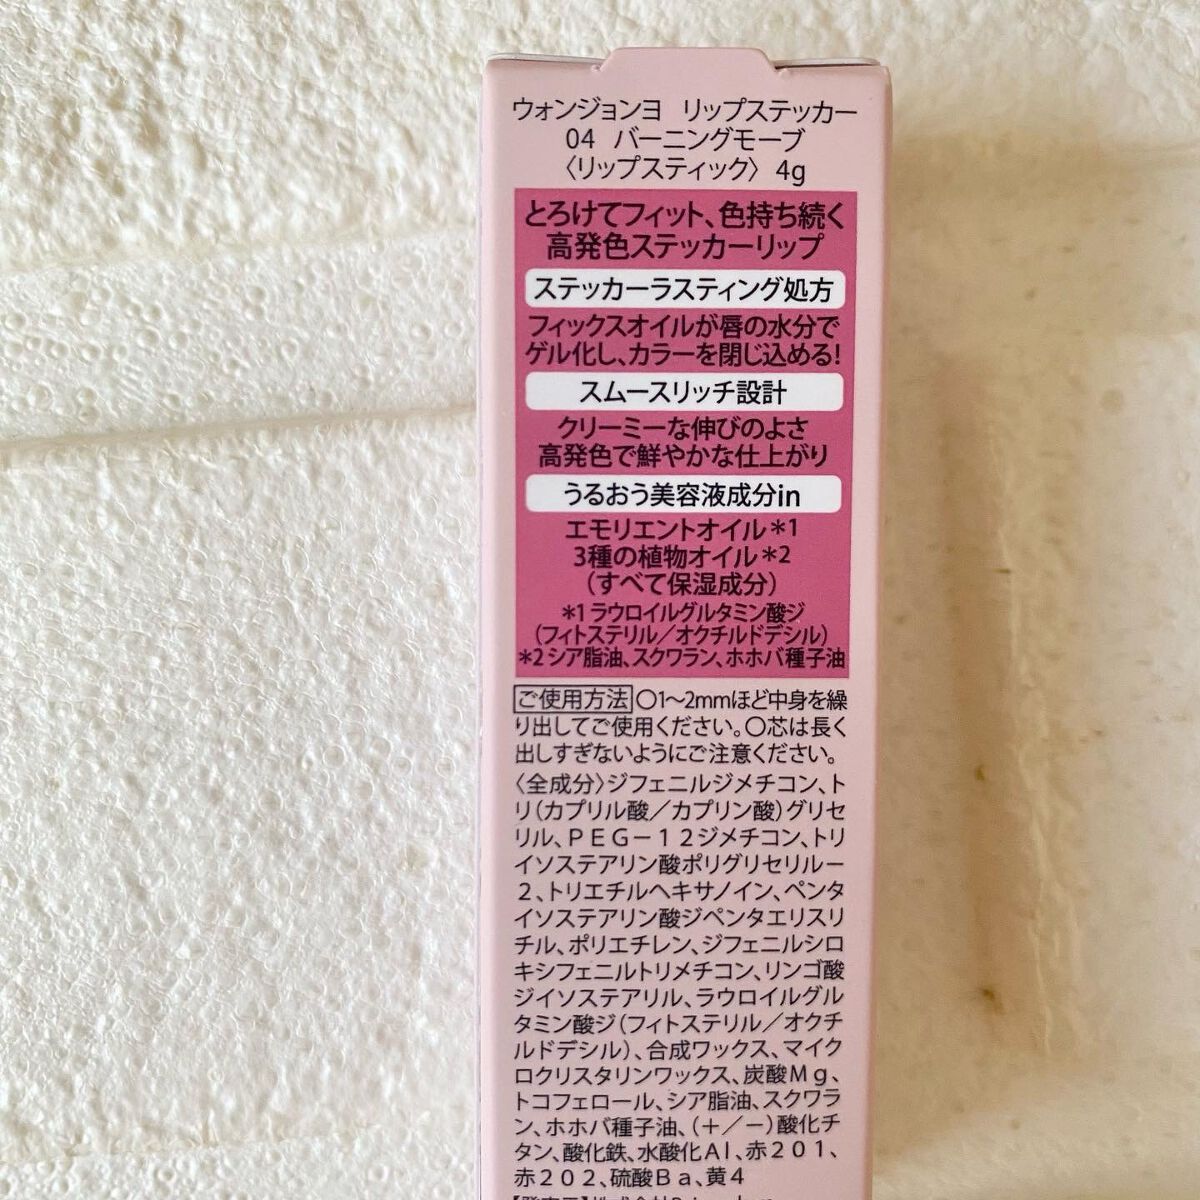 ウォンジョンヨ　リップステッカー
04　バーニングモーブ
〈リップスティック〉 4g
とろけてフィット、色持ち続く
高発色ステッカーリップ
ステッカーラスティング処方
フィックスオイルが唇の水分で
ゲル化し、カラーを閉じ込める!
スムースリッチ設計
クリーミーな伸びのよさ
高発色で鮮やかな仕上がり
うるおう美容液成分in
エモリエントオイル*1
3種の植物オイル*2
(すべて保湿成分)
*1 ラウロイルグルタミン酸ジ
(フィトステリル／オクチルドデシル)
*2 シア脂油、スクワラン、ホホバ種子油
ご使用方法 〇1〜2mmほど中身を繰
り出してご使用ください。〇芯は長く
出しすぎないようにご注意ください。
〈全成分〉ジフェニルジメチコン、ト
リ(カプリル酸／カプリン酸)グリセ
リル、ＰＥＧ－１２ジメチコン、トリ
イソステアリン酸ポリグリセリルー
２、トリエチルヘキサノイン、ペンタ
イソステアリン酸ジペンタエリスリ
チル、ポリエチレン、ジフェニルシロ
キシフェニルトリメチコン、リンゴ酸
ジイソステアリル、ラウロイルグル
タミン酸ジ(フィトステリル／オクチ
ルドデシル)、合成ワックス、マイク
ロクリスタリンワックス、炭酸Ｍｇ、
トコフェロール、シア脂油、スクワラ
ン、ホホバ種子油、(＋／－)酸化チ
タン、酸化鉄、水酸化Ａｌ、赤２０１、
赤２０２、硫酸Ｂａ、黄４